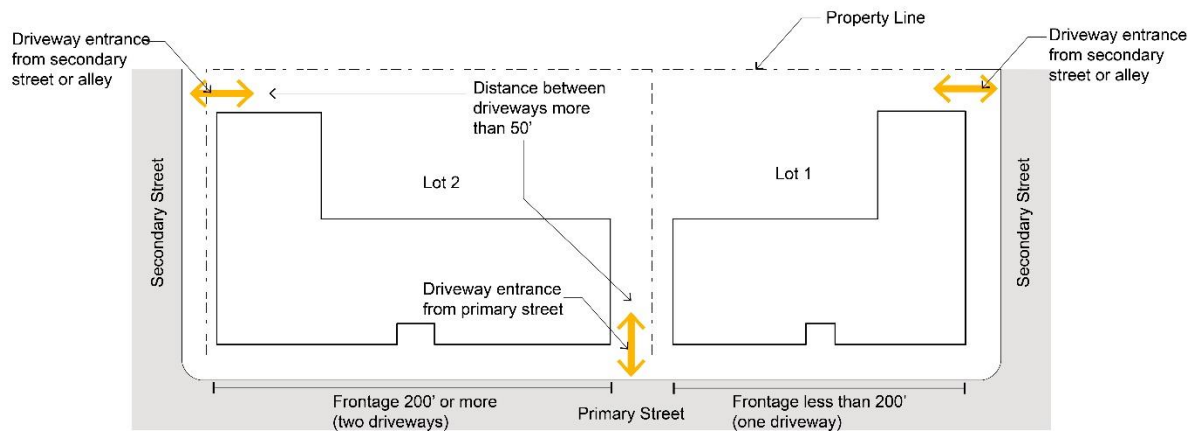 Property Line
Driveway entrance
from secondary
street or alley
Distance between
driveways more
than 50'
Driveway entrance
from secondary
street or alley
Lot 2
Lot 1
Secondary Street
Secondary Street
Driveway entrance
from primary street
Frontage 200' or more
(two driveways)
Primary Street
Frontage less than 200'
(one driveway)